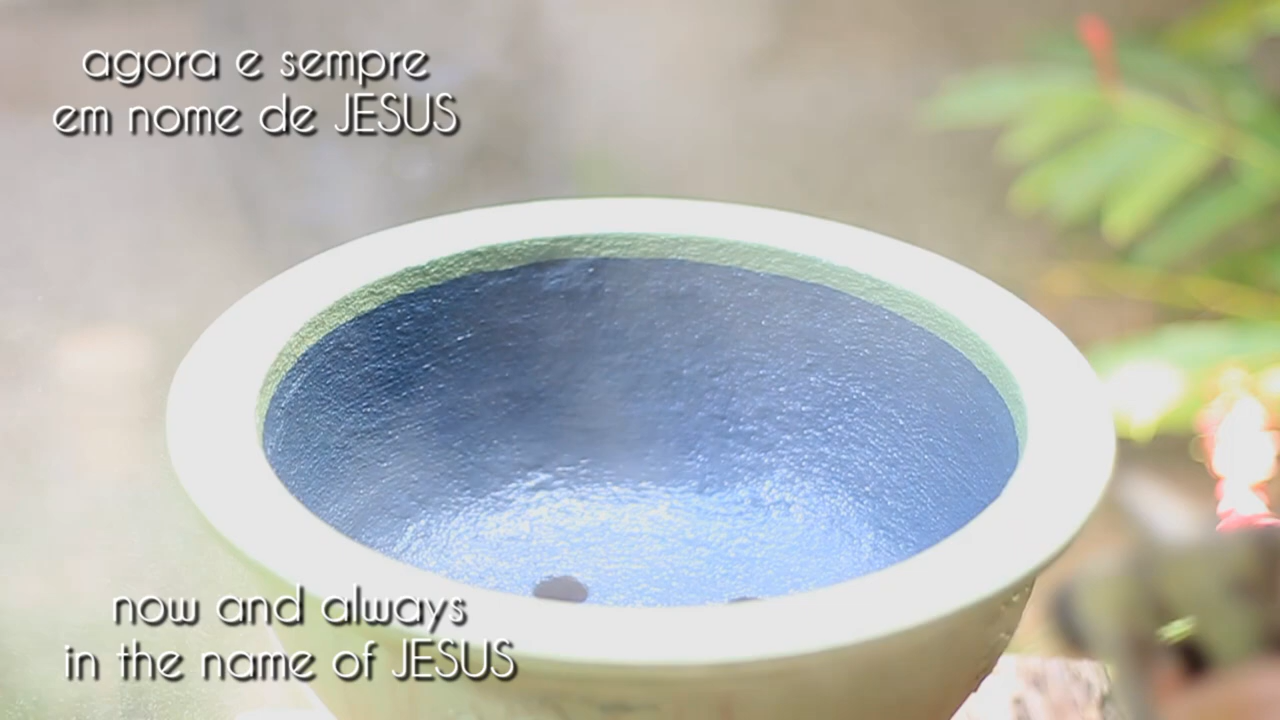 agora e sempre
em nome de JESUS
now and always
in the name of JESUS